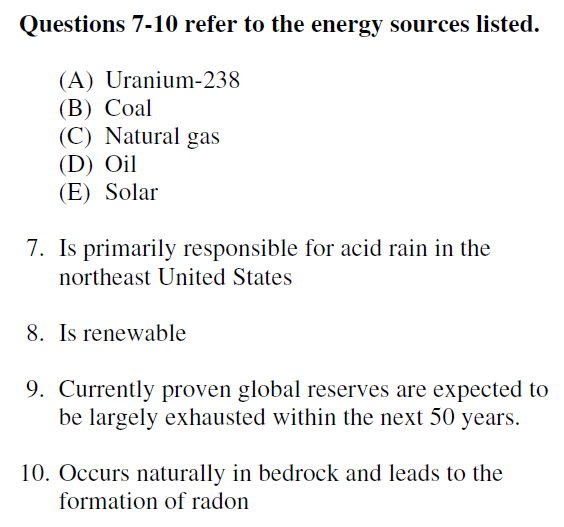 Questions 7-10 refer to the energy sources listed.
(A) Uranium-238
(B) Coal
(C) Natural gas
(D) Oil
(E) Solar
7. Is primarily responsible for acid rain in the
northeast United States
8. Is renewable
9. Currently proven global reserves are expected to
be largely exhausted within the next 50 years.
10. Occurs naturally in bedrock and leads to the
formation of radon